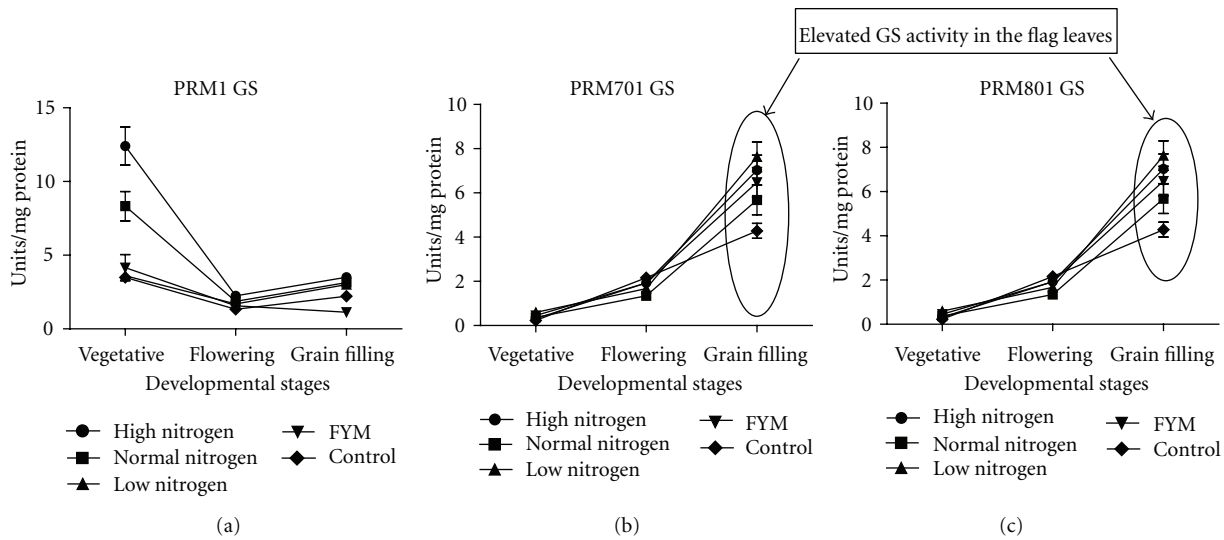 Elevated GS activity in the flag leaves
PRM1 GS
15
10
5
0
Units/mg protein
Vegetative Flowering Grain filling
Developmental stages
High nitrogen
Normal nitrogen
Low nitrogen
FYM
Control
(a)
PRM701 GS
10
8
6
4
2
0
Units/mg protein
Vegetative Flowering Grain filling
Developmental stages
High nitrogen
Normal nitrogen
Low nitrogen
FYM
Control
(b)
PRM801 GS
10
8
6
4
2
0
Units/mg protein
Vegetative Flowering Grain filling
Developmental stages
High nitrogen
Normal nitrogen
Low nitrogen
FYM
Control
(c)